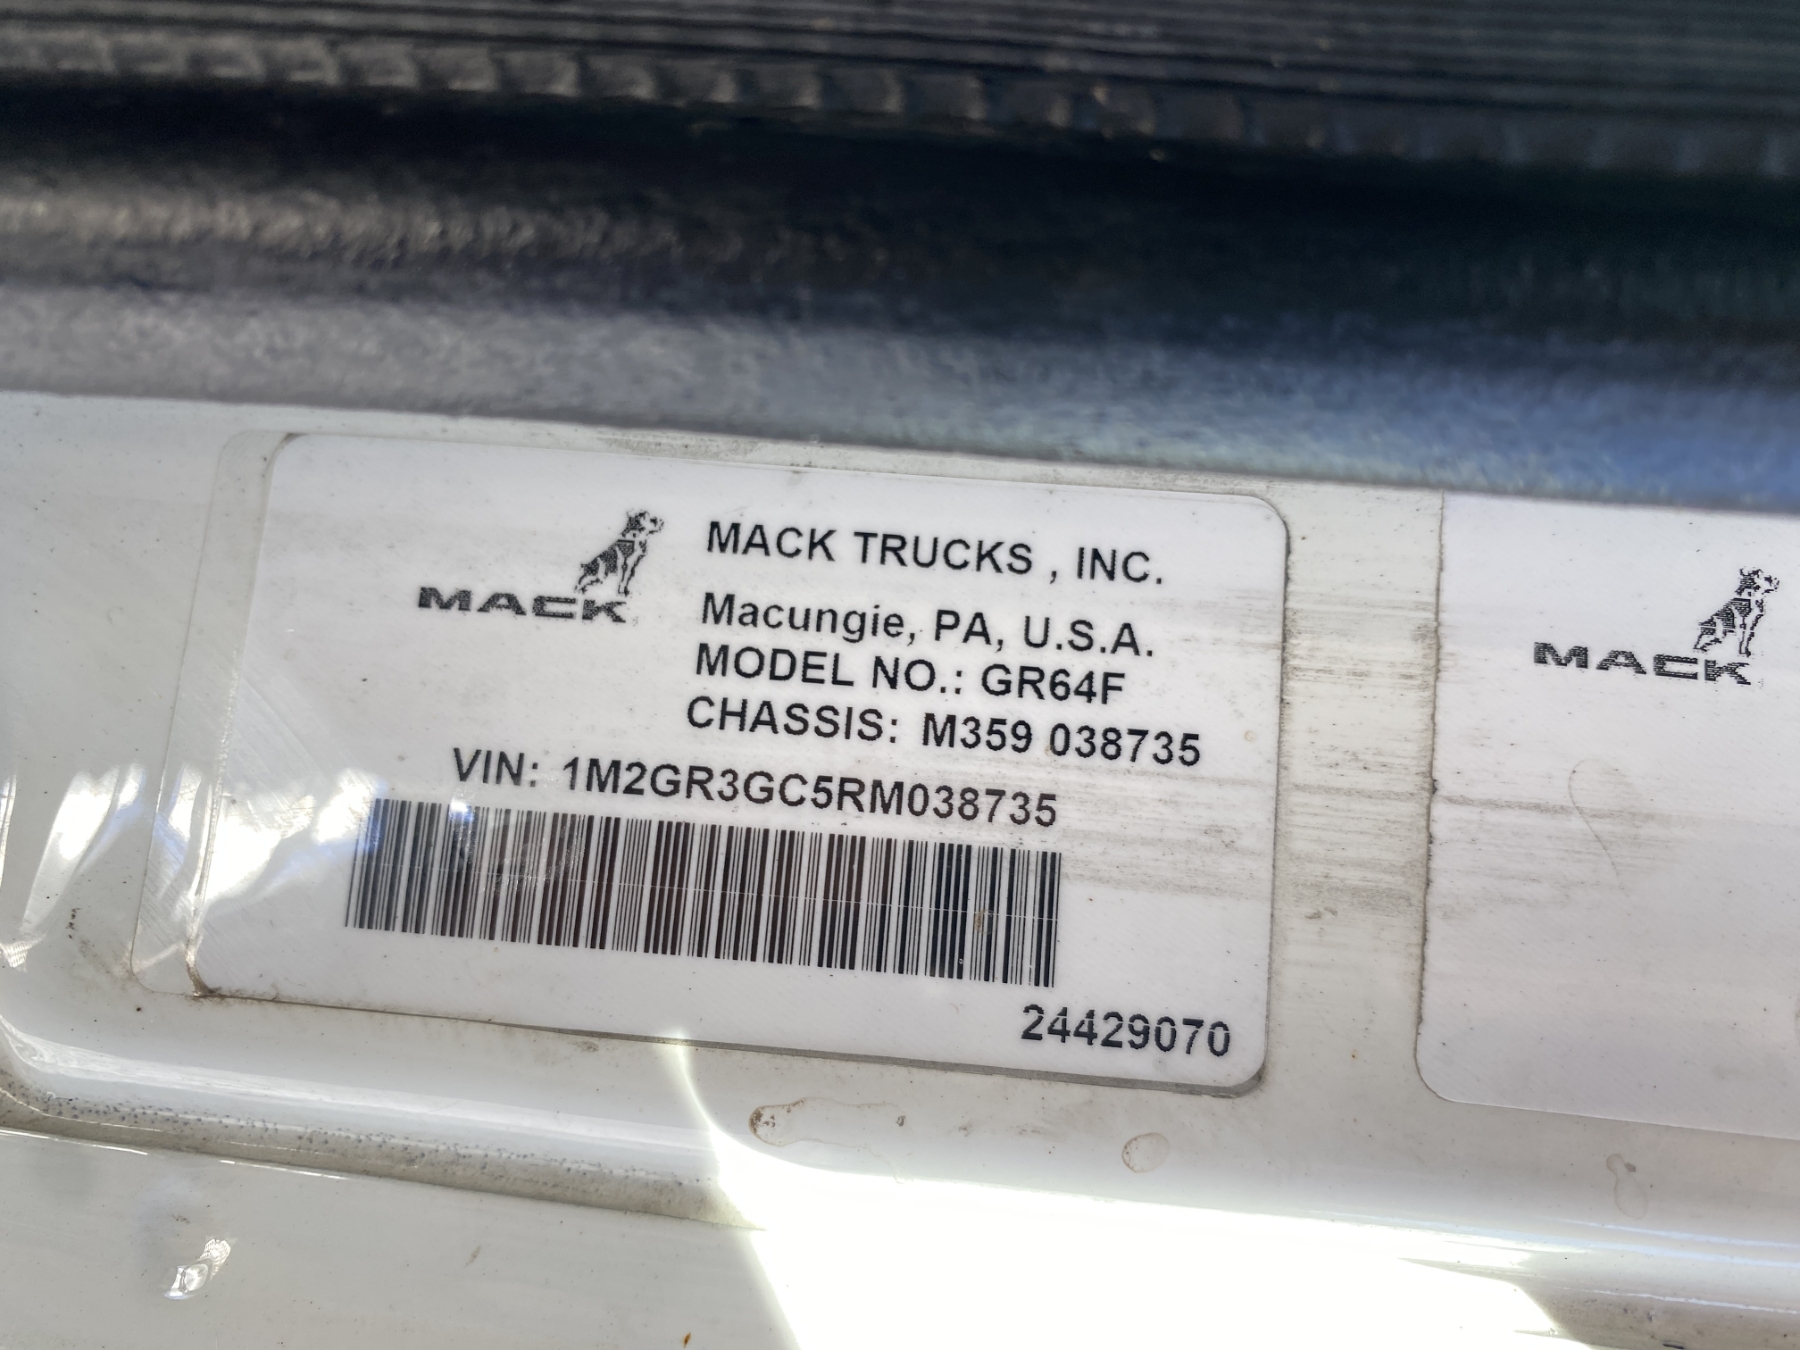 MACK
MACK TRUCKS , INC.
Macungie, PA, U.S.A.
MODEL NO.: GR64F
CHASSIS: M359 038735
VIN: 1M2GR3GC5RM038735
24429070
MACK